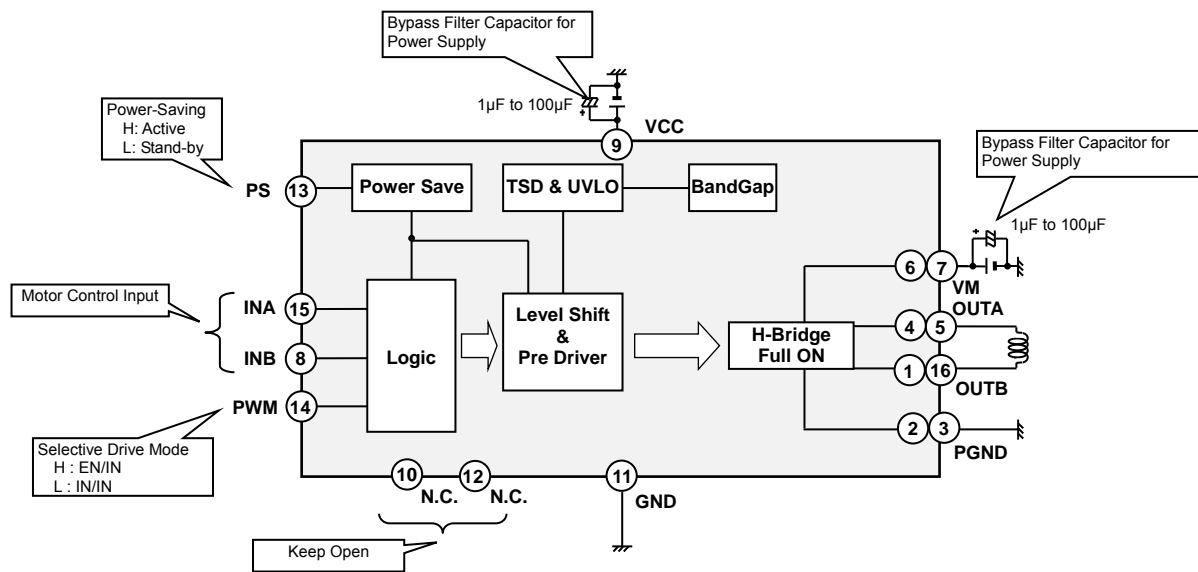 Bypass Filter Capacitor for
Power Supply
1µF to 100µF
+
VCC
9
Power-Saving
H: Active
L: Stand-by
Bypass Filter Capacitor for
Power Supply
1µF to 100µF
+
PS
13
Power Save
TSD & UVLO
BandGap
6
7
VM
Motor Control Input
INA
15
INB
8
PWM
14
Logic
Level Shift
&
Pre Driver
H-Bridge
Full ON
OUTA
4
5
1
16
OUTB
2
3
PGND
Selective Drive Mode
H : EN/IN
L : IN/IN
10
N.C.
12
N.C.
11
GND
Keep Open